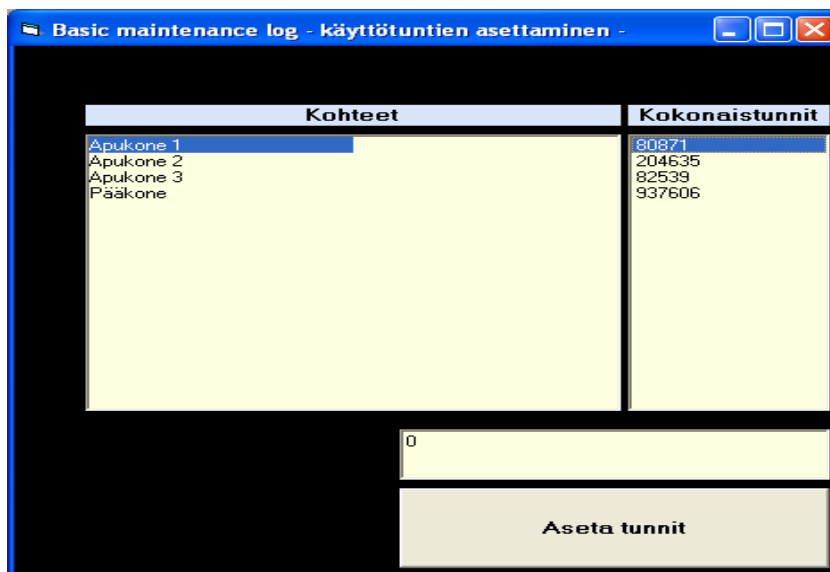 Basic maintenance log - käyttötuntien asettaminen -
Kohteet
Kokonaistunnit
Apukone 1
Apukone 2
Apukone 3
Pääkone
80871
204635
82539
937606
0
Aseta tunnit